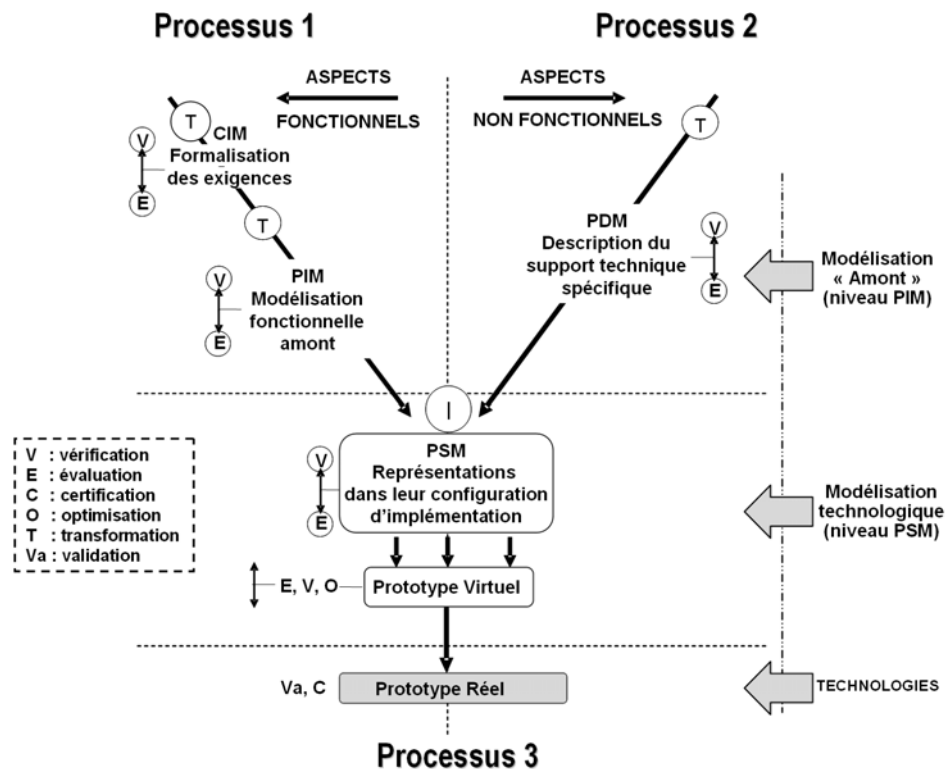 Processus 1
Processus 2
ASPECTS
FONCTIONNELS
ASPECTS
NON FONCTIONNELS
T
CIM
Formalisation
des exigences
V
E
T
PIM
Modélisation
fonctionnelle
amont
V
E
T
PDM
Description du
support technique
spécifique
V
E
Modélisation
« Amont »
(niveau PIM)
I
PSM
Représentations
dans leur configuration
d'implémentation
V
E
V : vérification
E : évaluation
C : certification
O : optimisation
T : transformation
Va : validation
Modélisation
technologique
(niveau PSM)
E, V, O
Prototype Virtuel
Va, C
Prototype Réel
TECHNOLOGIES
Processus 3